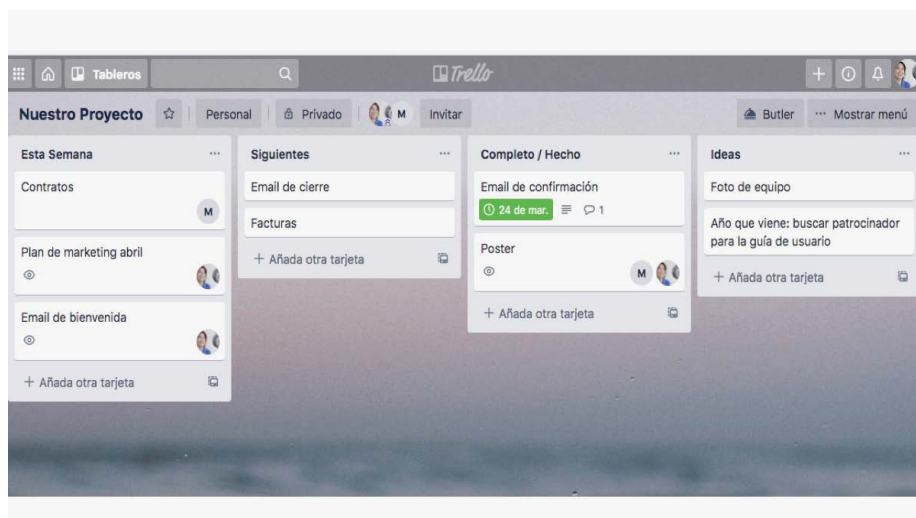 Tableros
Trello
Nuestro Proyecto
Personal
Privado
M
Invitar
Butler
Mostrar menú
Esta Semana
Contratos
M
Plan de marketing abril
Email de bienvenida
+ Añada otra tarjeta
Siguientes
Email de cierre
Facturas
+ Añada otra tarjeta
Completo / Hecho
Email de confirmación
24 de mar.
1
Poster
M
+ Añada otra tarjeta
Ideas
Foto de equipo
Año que viene: buscar patrocinador
para la guía de usuario
+ Añada otra tarjeta